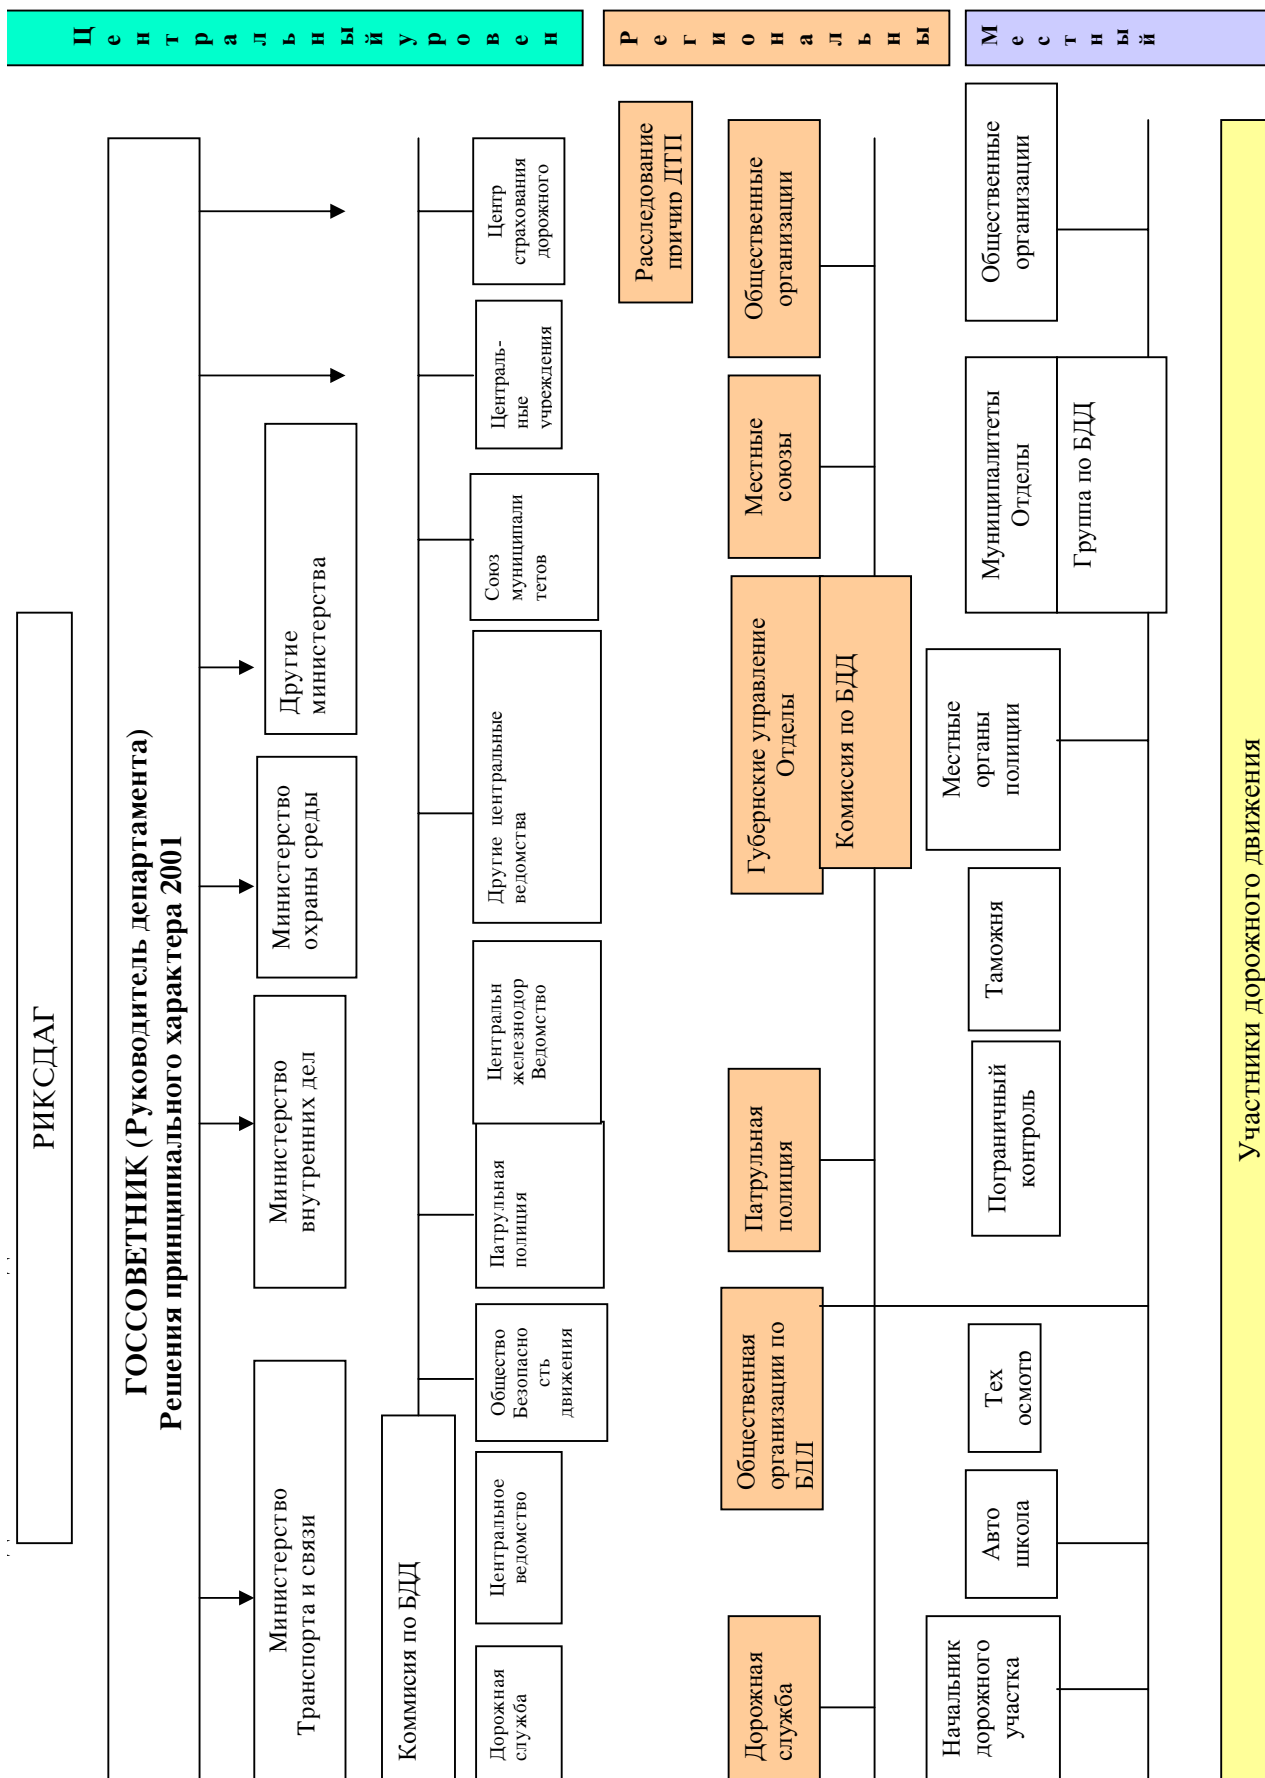 Центральный уровен
РИКСДАГ
ГОССОВЕТНИК (Руководитель департамента)
Решения принципиального характера 2001
Министерство
Транспорта и связи
Министерство
внутренних дел
Министерство
охраны среды
Другие
министерства
Коммисия по БДД
Дорожная
служба
Центральное
ведомство
Общество
Безопасно
сть
движения
Патрульная
полиция
Центральн
железнодор
Ведомство
Другие центральные
ведомства
Союз
муниципали
тетов
Централь-
ные
учреждения
Центр
страхования
дорожного
Региональны
Расследование
причир ДТП
Дорожная
служба
Общественная
организации по
БДД
Патрульная
полиция
Губернские управление
Отделы
Комиссия по БДД
Местные
союзы
Общественные
организации
Местный
Начальник
дорожного
участка
Авто
школа
Тех
осмотр
Пограничный
контроль
Таможня
Местные
органы
полиции
Муниципалитеты
Отделы
Группа по БДД
Общественные
организации
Участники дорожного движения